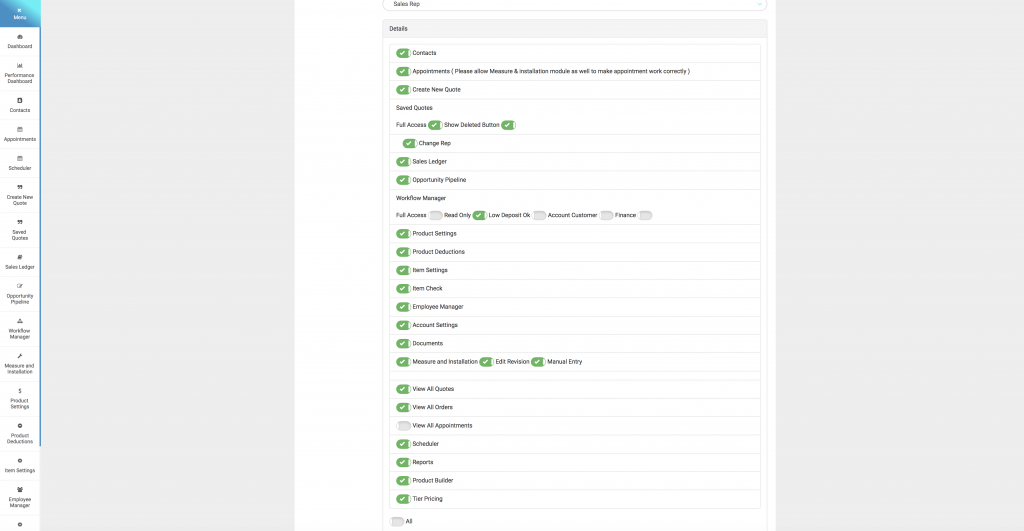 Menu
Dashboard
Performance
Dashboard
Contacts
Appointments
Scheduler
Create New
Quote
Saved
Quotes
Sales Ledger
Opportunity
Pipeline
Workflow
Manager
Measure and
Installation
Product
Settings
Product
Deductions
Item Settings
Employee
Manager
Sales Rep
Details
Contacts
Appointments ( Please allow Measure & installation module as well to make appointment work correctly )
Create New Quote
Saved Quotes
Full Access Show Deleted Button
Change Rep
Sales Ledger
Opportunity Pipeline
Workflow Manager
Full Access Read Only Low Deposit Ok Account Customer Finance
Product Settings
Product Deductions
Item Settings
Item Check
Employee Manager
Account Settings
Documents
Measure and Installation Edit Revision Manual Entry
View All Quotes
View All Orders
View All Appointments
Scheduler
Reports
Product Builder
Tier Pricing
All